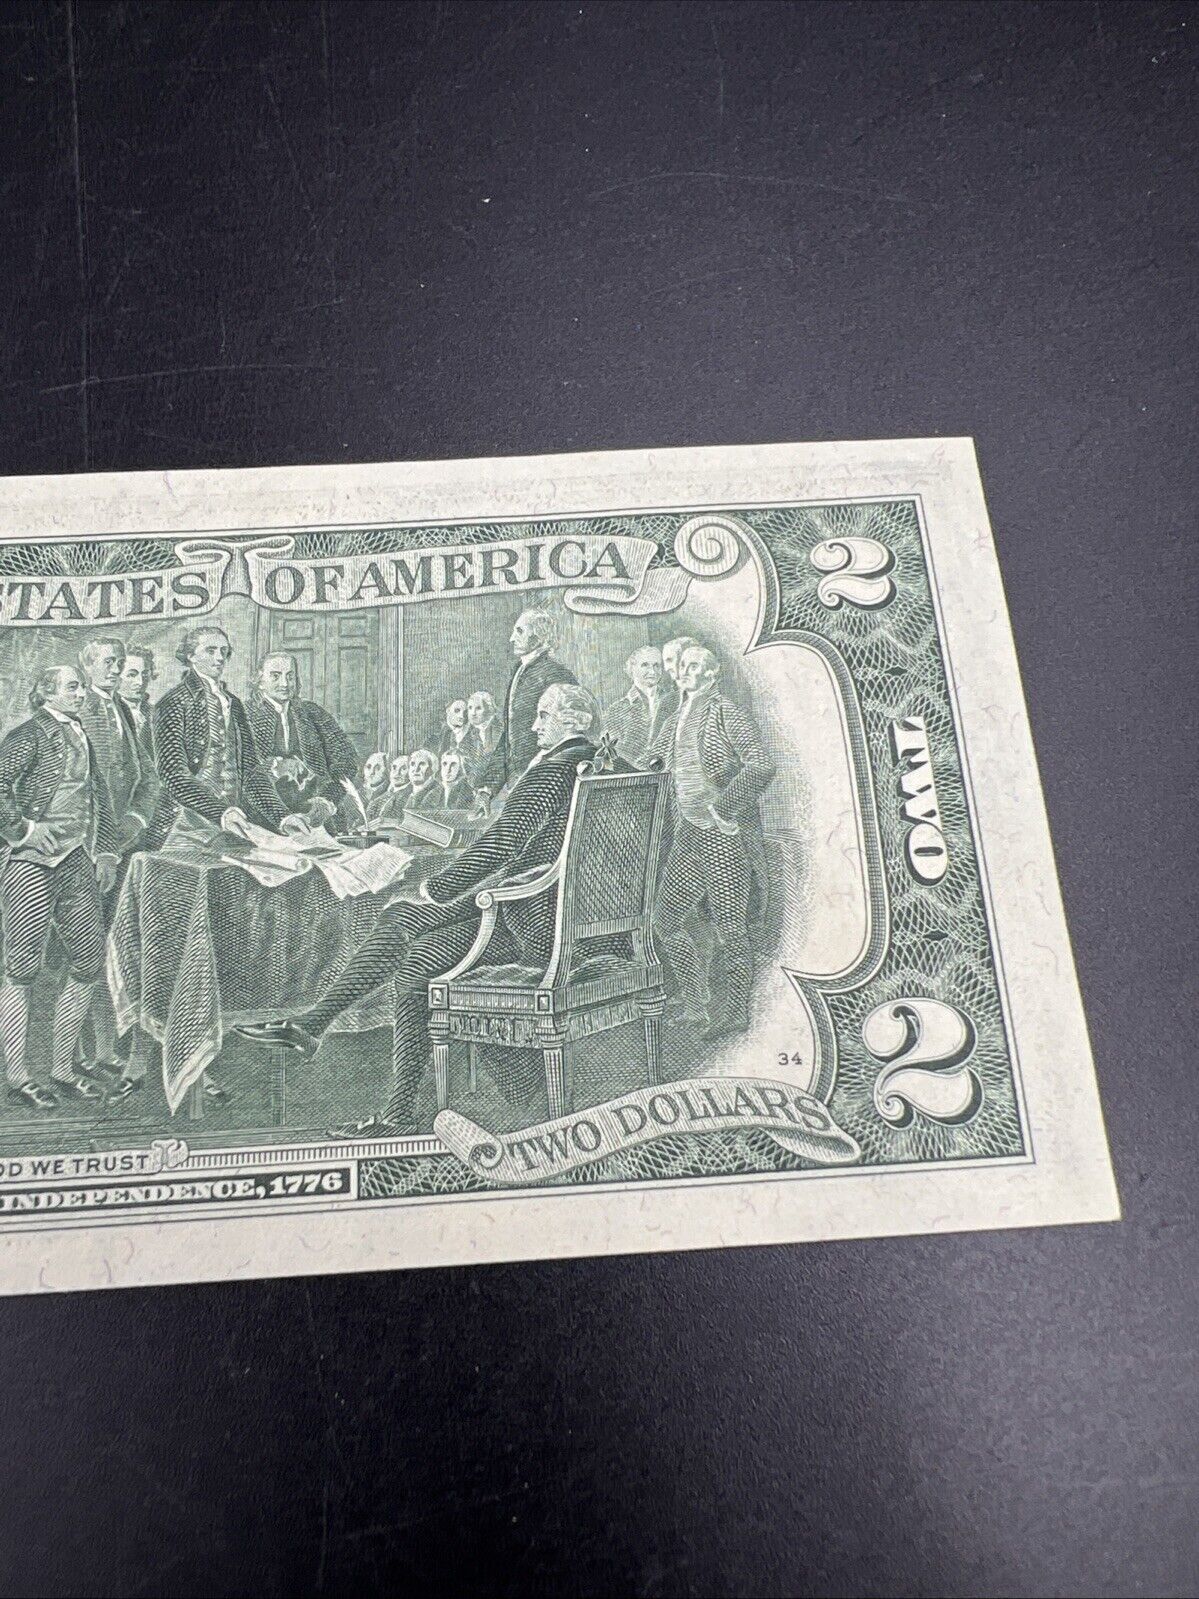 STATES OF AMERICA
2
TWO
34
2
TWO DOLLARS
OD WE TRUST
INDEPENDENCE, 1776